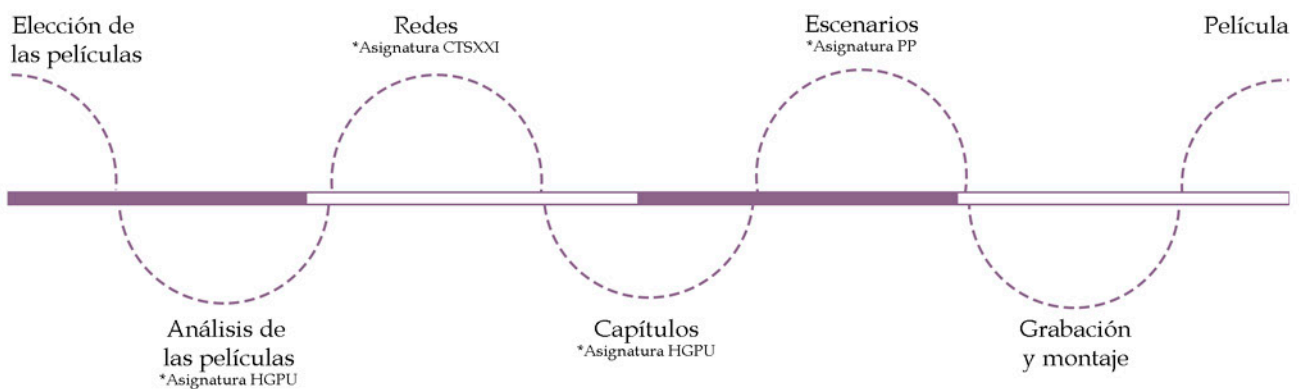 Elección de
las películas
Redes
*Asignatura CTSXXI
Escenarios
*Asignatura PP
Película
Análisis de
las películas
*Asignatura HGPU
Capítulos
*Asignatura HGPU
Grabación
y montaje